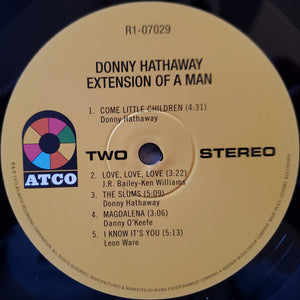 R1-07029
DONNY HATHAWAY
EXTENSION OF A MAN
1. COME LITTLE CHILDREN (4:31)
Donny Hathaway
ATCO
TWO
STEREO
2. LOVE, LOVE, LOVE (3:22)
J.R. Bailey-Ken Williams
3. THE SLUMS (5:09)
Donny Hathaway
4. MAGDALENA (3:06)
Danny O'Keefe
5. I KNOW IT'S YOU (5:13)
Leon Ware